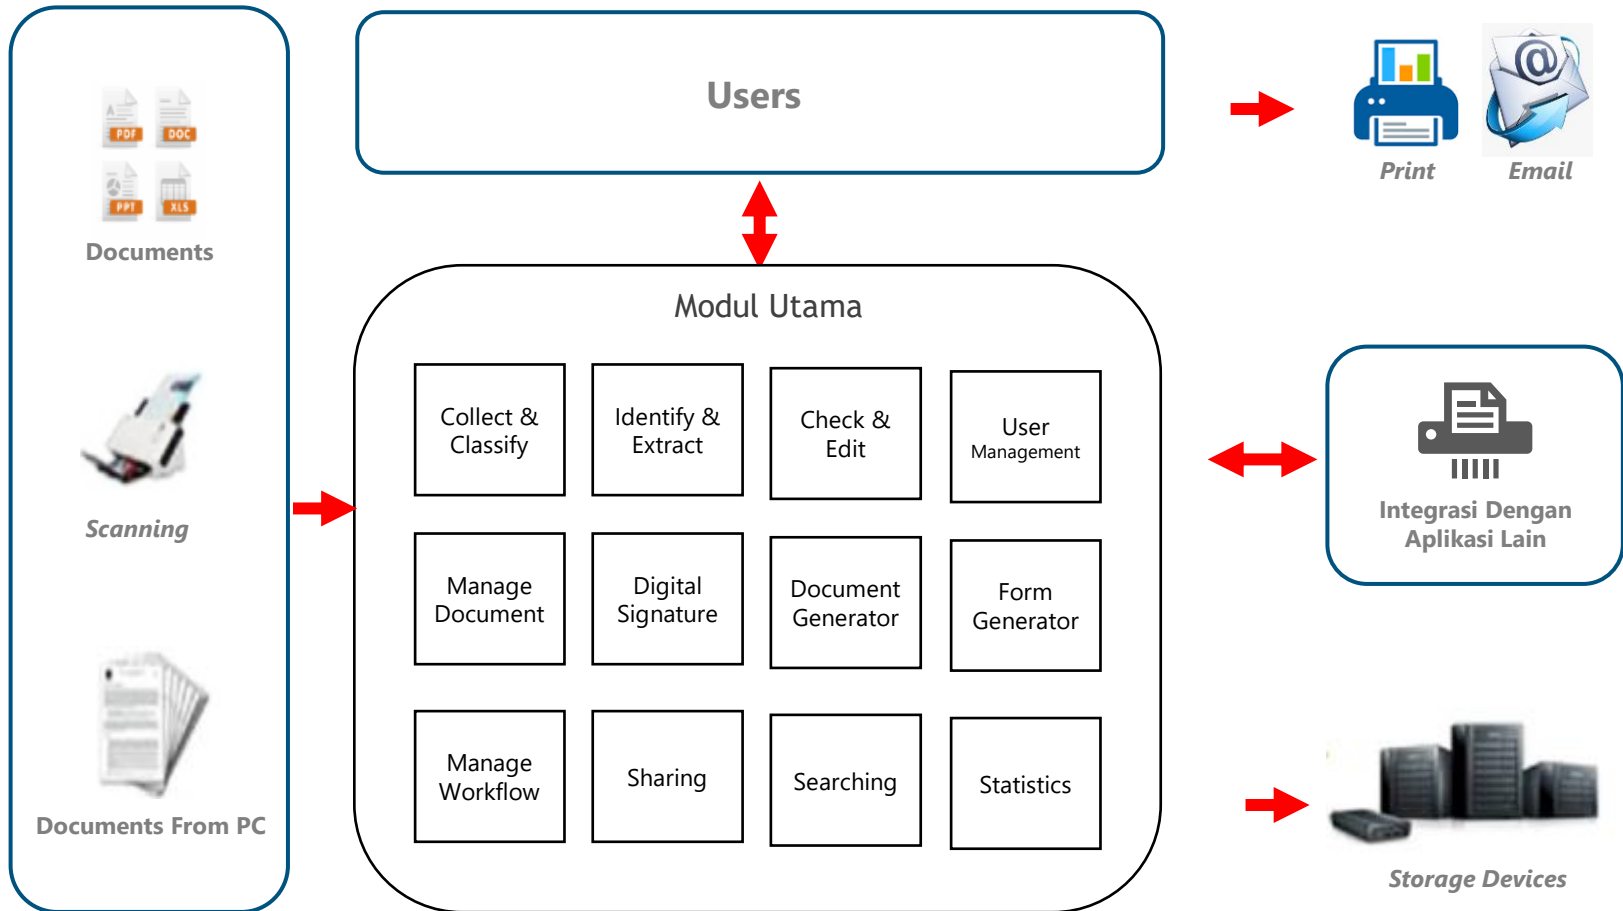 Users
Print
Email
PDF
DOC
PPT
XLS
Documents
Scanning
Documents From PC
Modul Utama
Collect &
Classify
Identify &
Extract
Check &
Edit
User
Management
Manage
Document
Digital
Signature
Document
Generator
Form
Generator
Manage
Workflow
Sharing
Searching
Statistics
Integrasi Dengan
Aplikasi Lain
Storage Devices